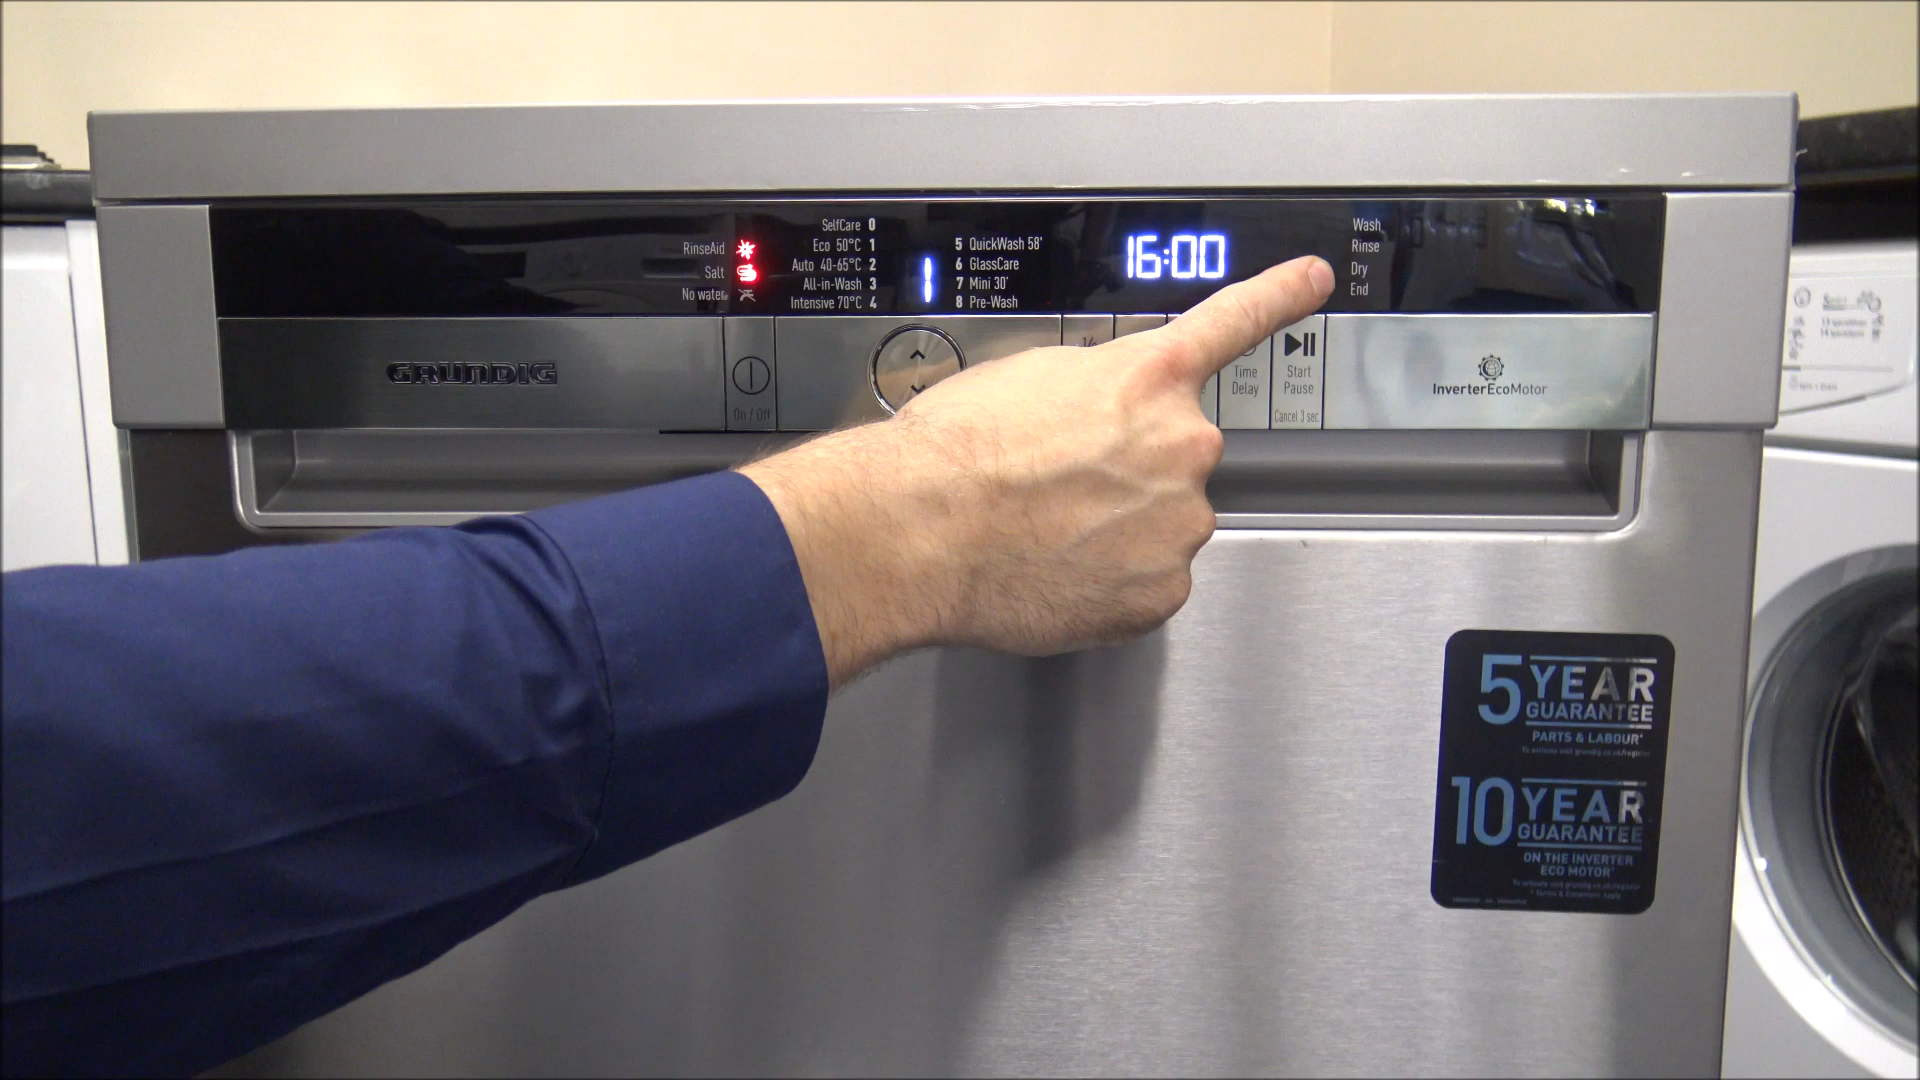 RinseAid
Salt
No water
SelfCare 0
Eco 50°C 1
Auto 40-65°C 2
All-in-Wash 3
Intensive 70°C 4
1
5 QuickWash 58'
6 GlassCare
7 Mini 30'
8 Pre-Wash
16:00
Wash
Rinse
Dry
End
GRUNDIG
On / Off
Time
Delay
Start
Pause
Cancel 3 sec
InverterEcoMotor
5 YEAR
GUARANTEE
PARTS & LABOUR*
10 YEAR
GUARANTEE
ON THE INVERTER
ECO MOTOR*